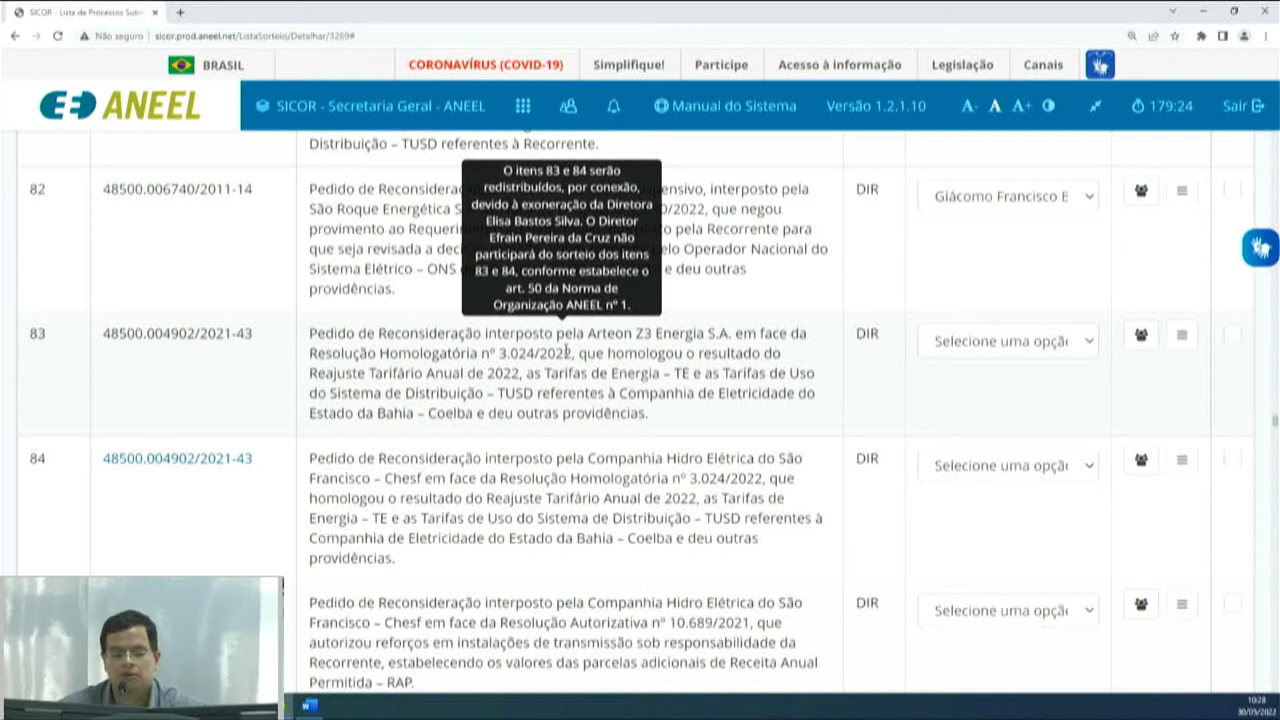 SICOR - Lista de Processos Subm
Não seguro | sicor.prod.aneel.net/ListaSorteio/Detalhar/3269#
BRASIL
CORONAVÍRUS (COVID-19)
Simplifique!
Participe
Acesso à informação
Legislação
Canais
ANEEL
SICOR - Secretaria Geral - ANEEL
Manual do Sistema
Versão 1.2.1.10
A- A A+
179:24
Sair
Distribuição – TUSD referentes à Recorrente.
O itens 83 e 84 serão
redistribuídos, por conexão,
devido à exoneração da Diretora
Elisa Bastos Silva. O Diretor
Efrain Pereira da Cruz não
participará do sorteio dos itens
83 e 84, conforme estabelece o
art. 50 da Norma de
Organização ANEEL nº 1.
82
48500.006740/2011-14
Pedido de Reconsidera ensivo, interposto pela
São Roque Energética S 0/2022, que negou
provimento ao Requeri posto pela Recorrente para
que seja revisada a deci elo Operador Nacional do
Sistema Elétrico – ONS e deu outras
providências.
DIR
Giácomo Francisco B
83
48500.004902/2021-43
Pedido de Reconsideração interposto pela Arteon Z3 Energia S.A. em face da
Resolução Homologatória nº 3.024/2022, que homologou o resultado do
Reajuste Tarifário Anual de 2022, as Tarifas de Energia – TE e as Tarifas de Uso
do Sistema de Distribuição – TUSD referentes à Companhia de Eletricidade do
Estado da Bahia – Coelba e deu outras providências.
DIR
Selecione uma opçã
84
48500.004902/2021-43
Pedido de Reconsideração interposto pela Companhia Hidro Elétrica do São
Francisco – Chesf em face da Resolução Homologatória nº 3.024/2022, que
homologou o resultado do Reajuste Tarifário Anual de 2022, as Tarifas de
Energia – TE e as Tarifas de Uso do Sistema de Distribuição – TUSD referentes à
Companhia de Eletricidade do Estado da Bahia – Coelba e deu outras
providências.
DIR
Selecione uma opçã
Pedido de Reconsideração interposto pela Companhia Hidro Elétrica do São
Francisco – Chesf em face da Resolução Autorizativa nº 10.689/2021, que
autorizou reforços em instalações de transmissão sob responsabilidade da
Recorrente, estabelecendo os valores das parcelas adicionais de Receita Anual
Permitida – RAP.
DIR
Selecione uma opçã
10:28
30/05/2022